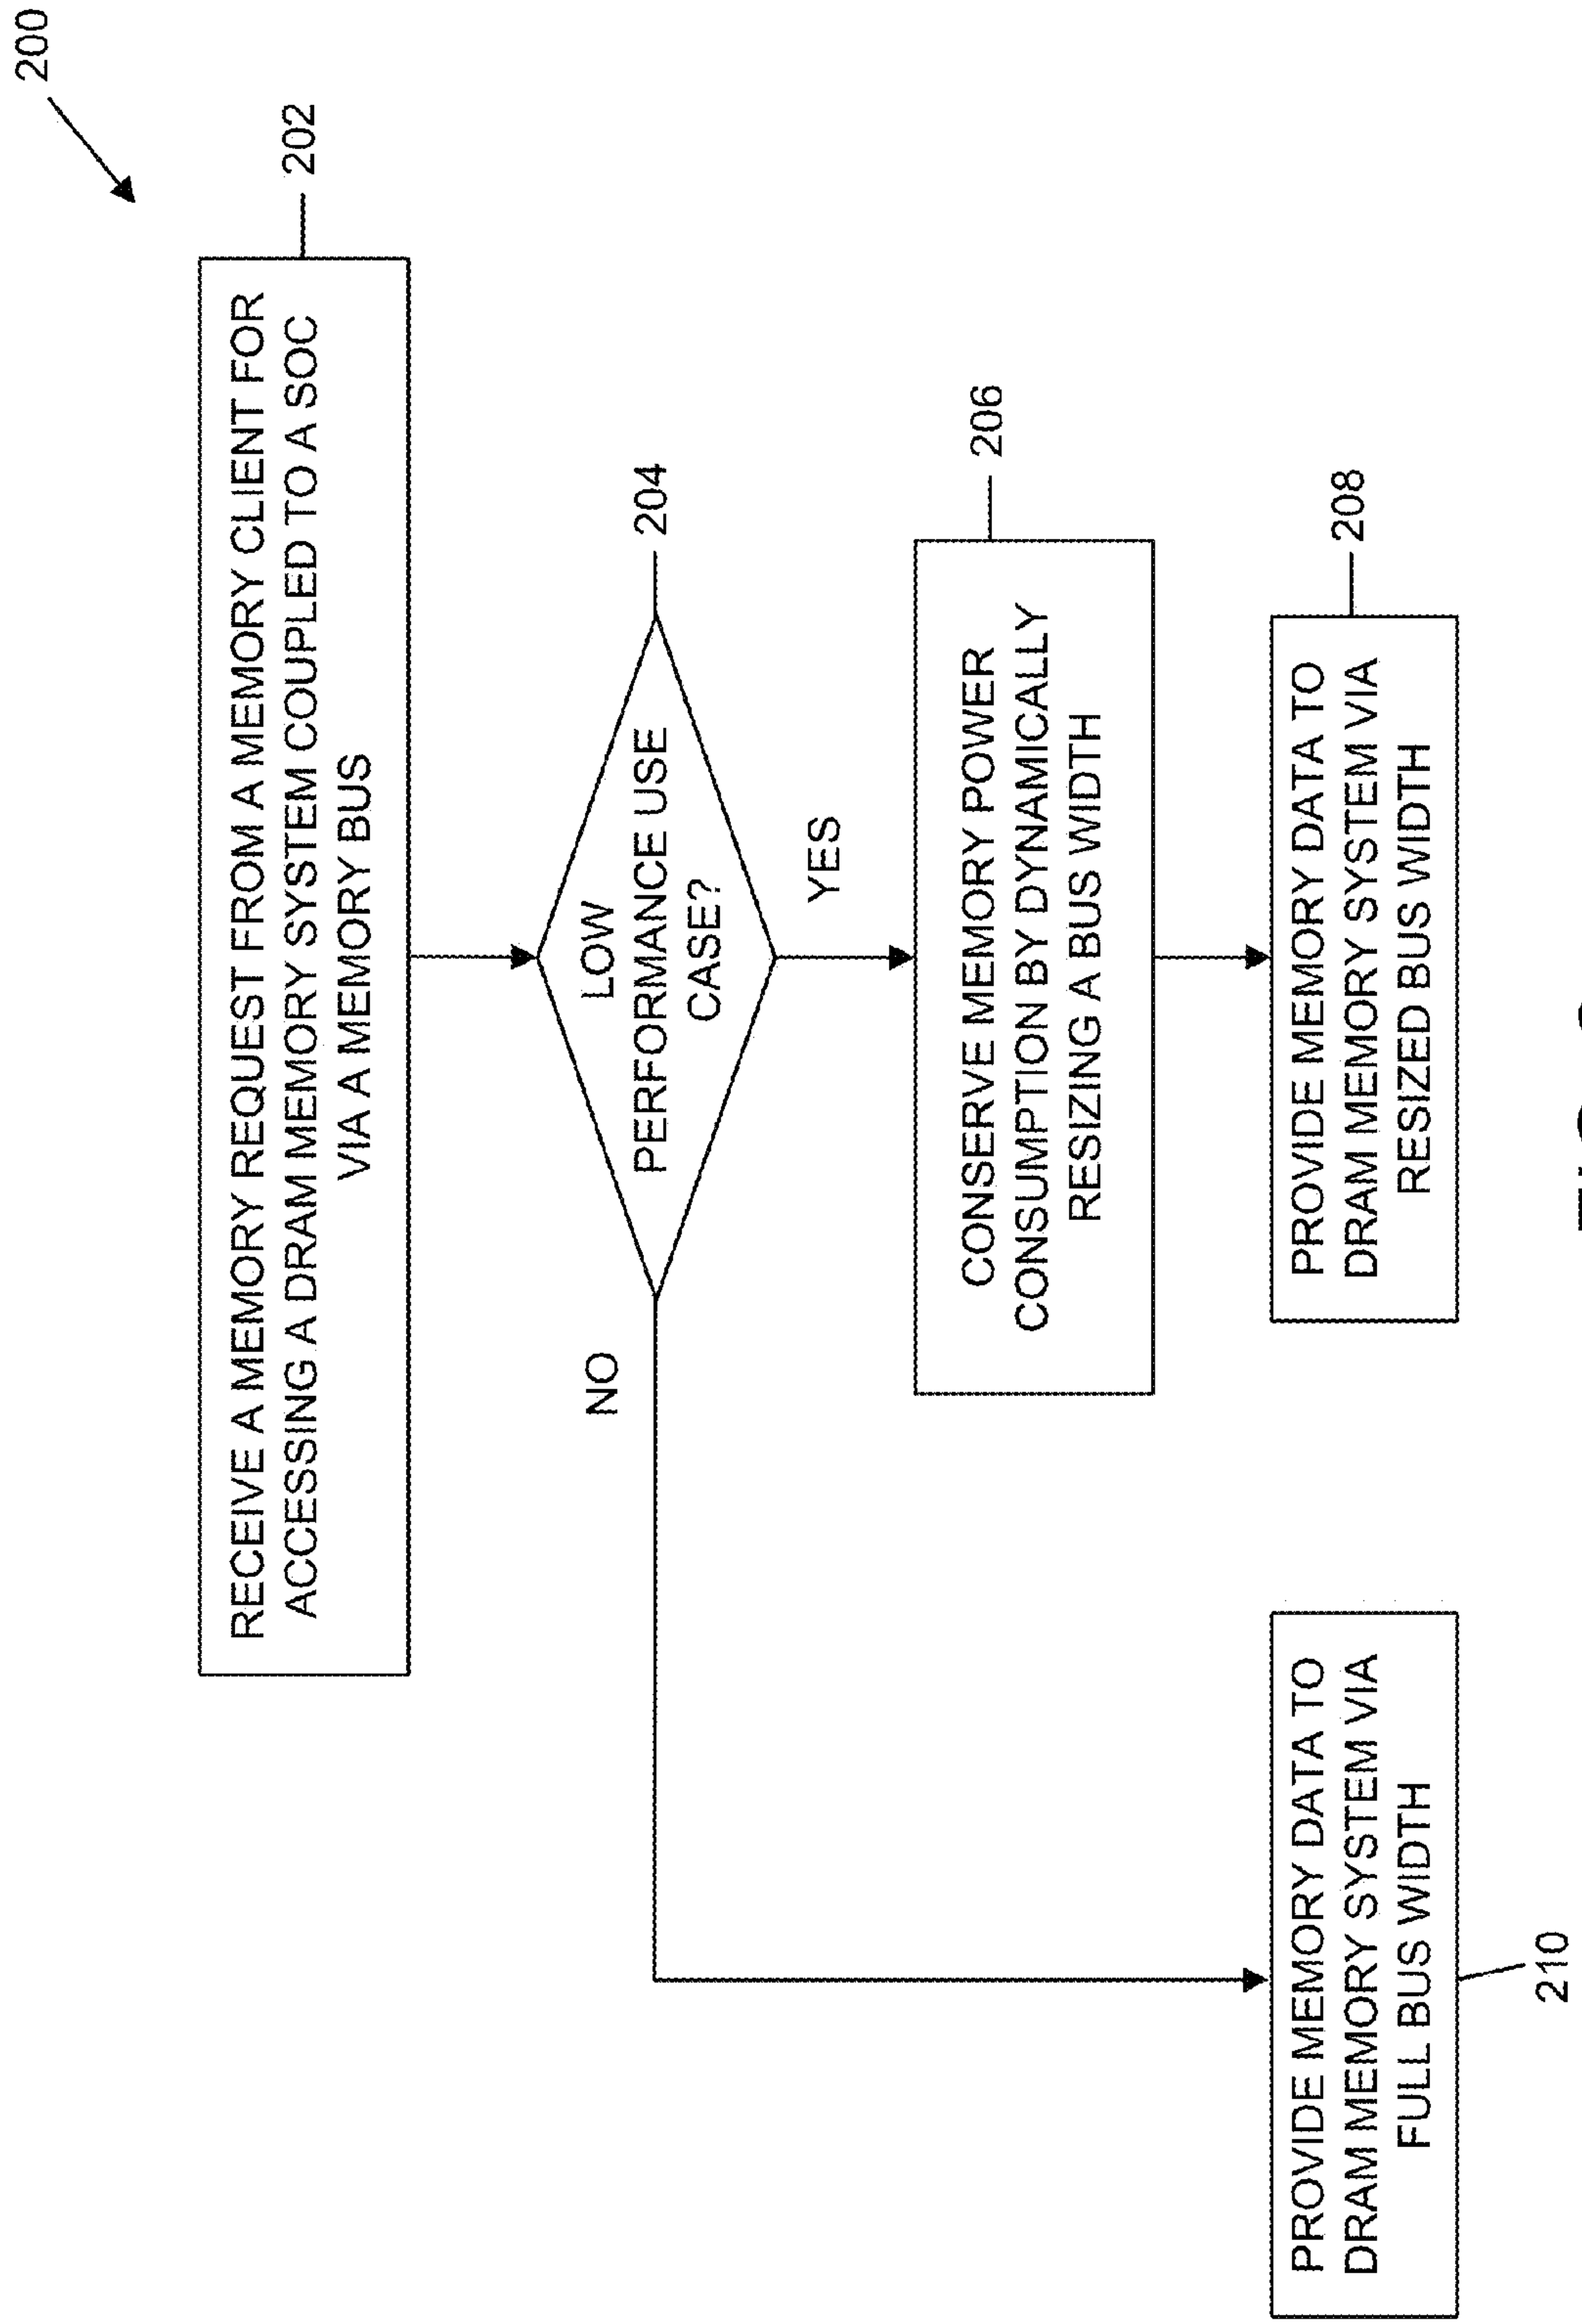 200
RECEIVE A MEMORY REQUEST FROM A MEMORY CLIENT FOR
ACCESSING A DRAM MEMORY SYSTEM COUPLED TO A SOC
VIA A MEMORY BUS
202
LOW
PERFORMANCE USE
CASE?
204
NO
YES
CONSERVE MEMORY POWER
CONSUMPTION BY DYNAMICALLY
RESIZING A BUS WIDTH
206
PROVIDE MEMORY DATA TO
DRAM MEMORY SYSTEM VIA
FULL BUS WIDTH
210
PROVIDE MEMORY DATA TO
DRAM MEMORY SYSTEM VIA
RESIZED BUS WIDTH
208